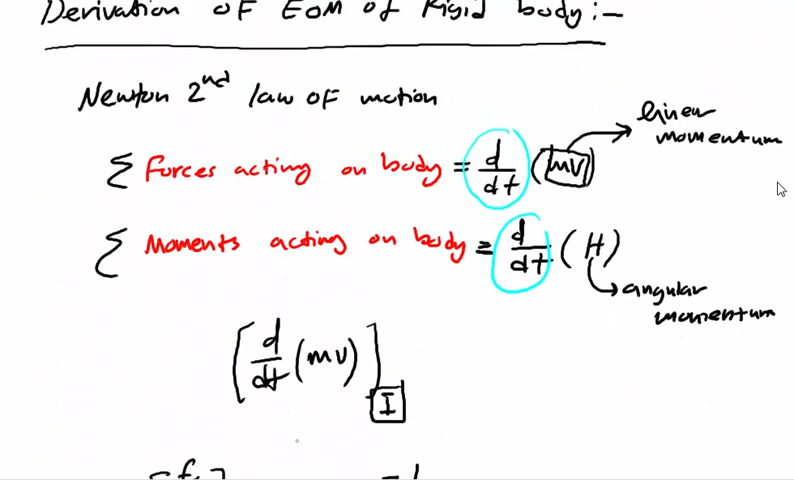 Derivation of EOM of Rigid body :-
Newton 2nd law of motion
Σ Forces acting on body = d/dt (mv)
linear momentum
Σ Moments acting on body = d/dt (H)
angular momentum
[d/dt (mv)]I